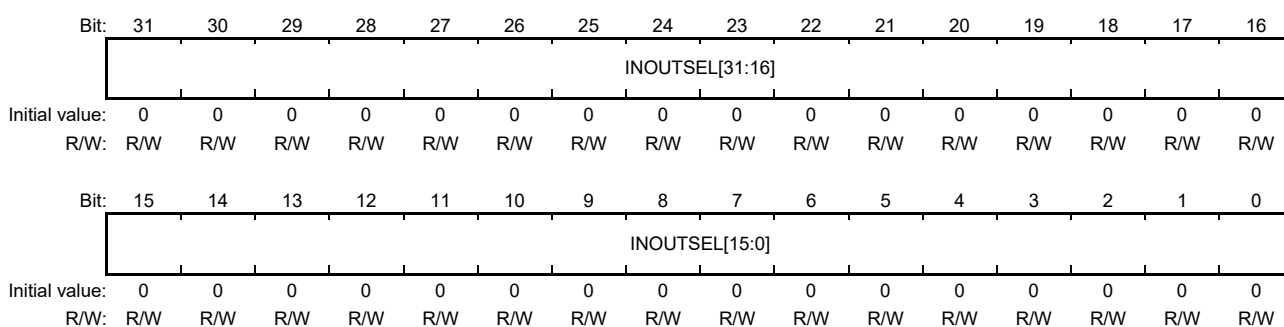 Bit: 31 30 29 28 27 26 25 24 23 22 21 20 19 18 17 16
INOUTSEL[31:16]
Initial value: 0 0 0 0 0 0 0 0 0 0 0 0 0 0 0 0
R/W: R/W R/W R/W R/W R/W R/W R/W R/W R/W R/W R/W R/W R/W R/W R/W R/W
Bit: 15 14 13 12 11 10 9 8 7 6 5 4 3 2 1 0
INOUTSEL[15:0]
Initial value: 0 0 0 0 0 0 0 0 0 0 0 0 0 0 0 0
R/W: R/W R/W R/W R/W R/W R/W R/W R/W R/W R/W R/W R/W R/W R/W R/W R/W